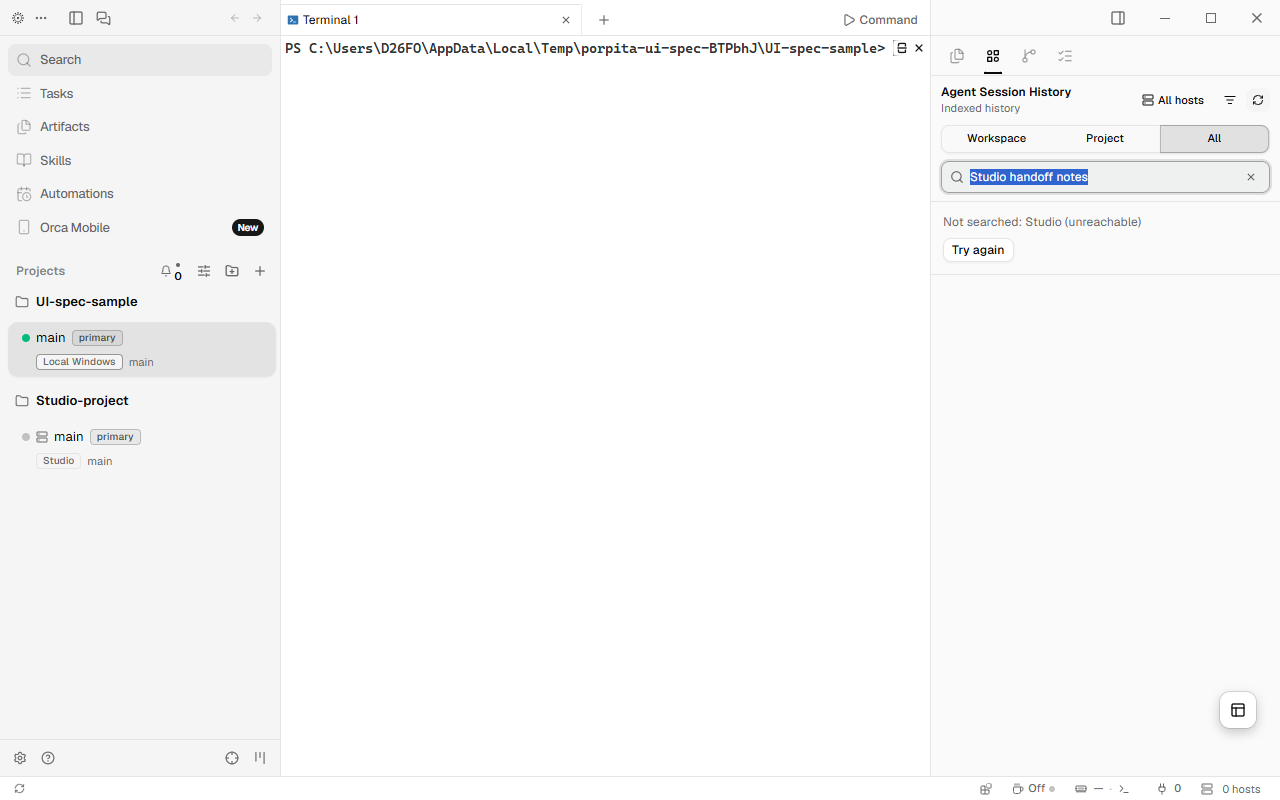 Terminal 1
Command
PS C:\Users\D26FO\AppData\Local\Temp\porpita-ui-spec-BTPbhJ\UI-spec-sample>
Search
Tasks
Artifacts
Skills
Automations
Orca Mobile
New
Projects
0
UI-spec-sample
main primary
Local Windows main
Studio-project
main primary
Studio main
Agent Session History
Indexed history
All hosts
Workspace Project All
Studio handoff notes
Not searched: Studio (unreachable)
Try again
Off
0
0 hosts